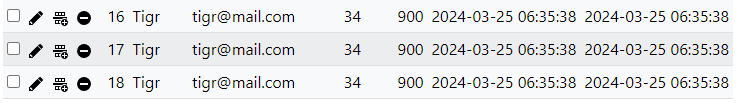 16 Tigr tigr@mail.com 34 900 2024-03-25 06:35:38 2024-03-25 06:35:38
17 Tigr tigr@mail.com 34 900 2024-03-25 06:35:38 2024-03-25 06:35:38
18 Tigr tigr@mail.com 34 900 2024-03-25 06:35:38 2024-03-25 06:35:38